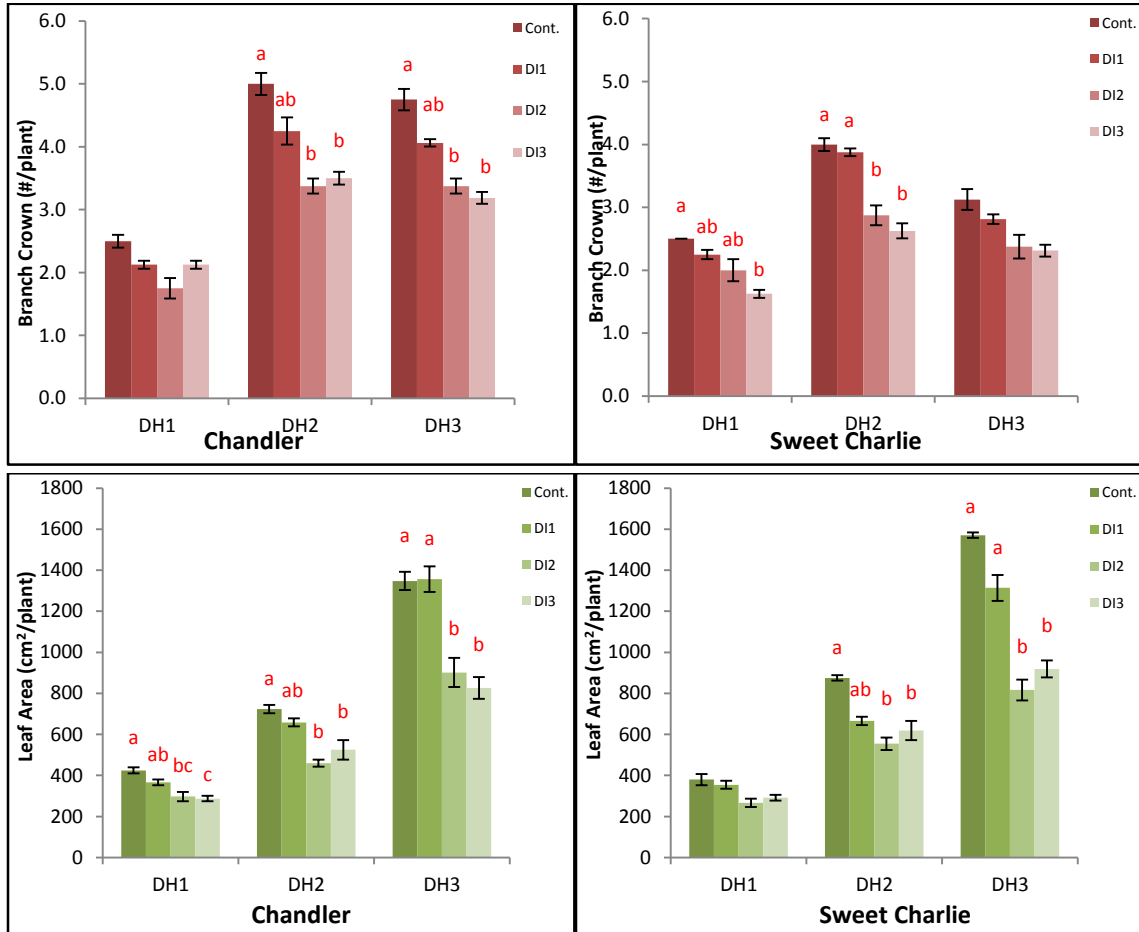 6.0
5.0
4.0
3.0
2.0
1.0
0.0
Branch Crown (#/plant)
a
ab
b
b
a
ab
b
b
DH1
DH2
DH3
Chandler
Cont.
DI1
DI2
DI3
6.0
5.0
4.0
3.0
2.0
1.0
0.0
Branch Crown (#/plant)
a
ab
ab
b
a
a
b
b
DH1
DH2
DH3
Sweet Charlie
Cont.
DI1
DI2
DI3
1800
1600
1400
1200
1000
800
600
400
200
0
Leaf Area (cm²/plant)
a
ab
bc
c
a
ab
b
b
a
a
b
b
DH1
DH2
DH3
Chandler
Cont.
DI1
DI2
DI3
1800
1600
1400
1200
1000
800
600
400
200
0
Leaf Area (cm²/plant)
a
ab
b
b
a
a
b
b
DH1
DH2
DH3
Sweet Charlie
Cont.
DI1
DI2
DI3